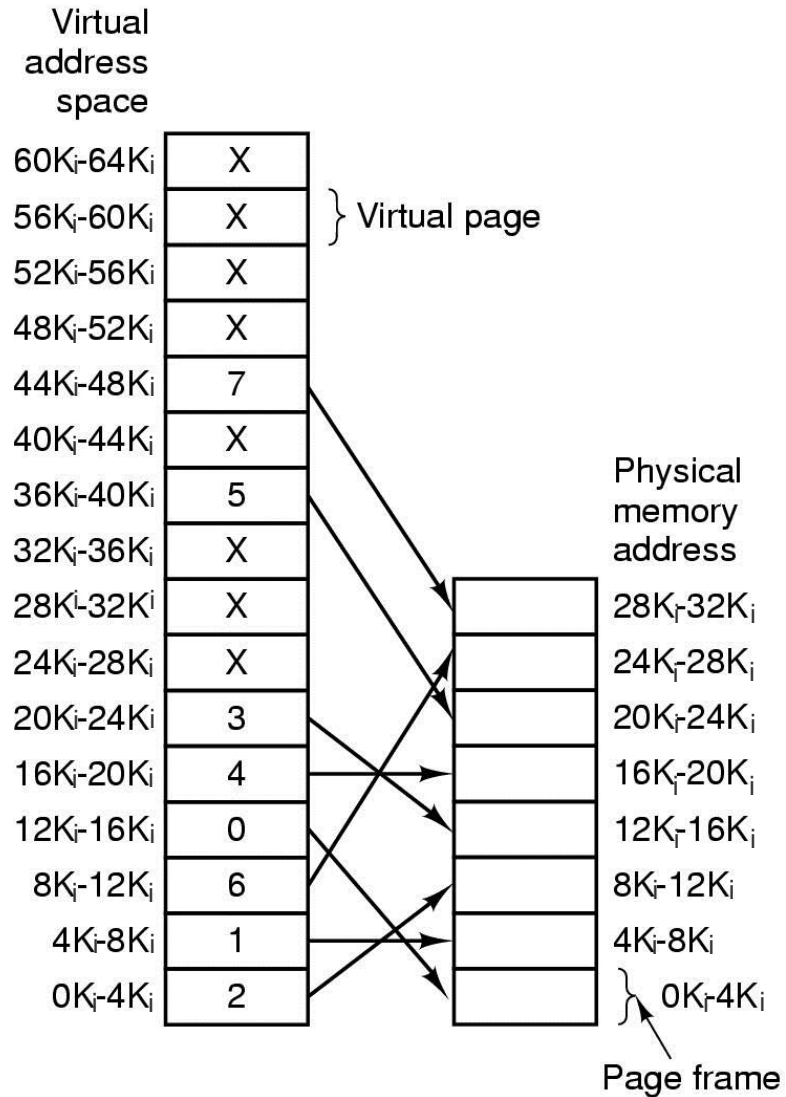 Virtual
address
space
60Ki-64Ki X
56Ki-60Ki X } Virtual page
52Ki-56Ki X
48Ki-52Ki X
44Ki-48Ki 7
40Ki-44Ki X
36Ki-40Ki 5
32Ki-36Ki X
28Ki-32Ki X
24Ki-28Ki X
20Ki-24Ki 3
16Ki-20Ki 4
12Ki-16Ki 0
8Ki-12Ki 6
4Ki-8Ki 1
0Ki-4Ki 2
Physical
memory
address
28Ki-32Ki
24Ki-28Ki
20Ki-24Ki
16Ki-20Ki
12Ki-16Ki
8Ki-12Ki
4Ki-8Ki
} 0Ki-4Ki
Page frame